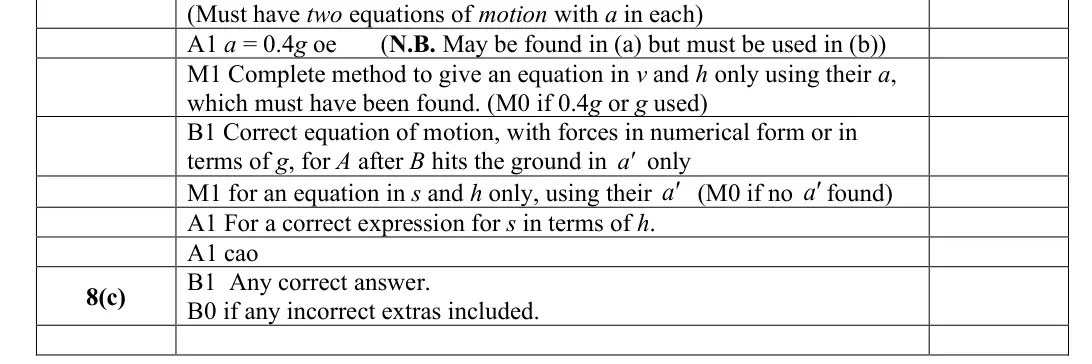 (Must have two equations of motion with a in each)
A1 a = 0.4g oe (N.B. May be found in (a) but must be used in (b))
M1 Complete method to give an equation in v and h only using their a,
which must have been found. (M0 if 0.4g or g used)
B1 Correct equation of motion, with forces in numerical form or in
terms of g, for A after B hits the ground in a′ only
M1 for an equation in s and h only, using their a′ (M0 if no a′ found)
A1 For a correct expression for s in terms of h.
A1 cao
8(c)
B1 Any correct answer.
B0 if any incorrect extras included.